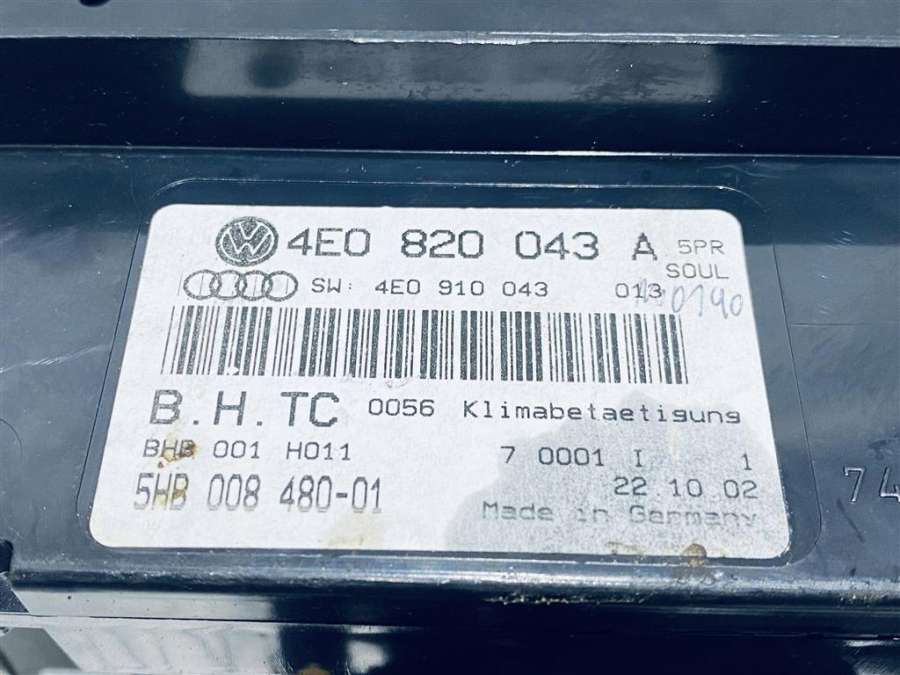 4E0 820 043 A 5PR
SOUL
SW: 4E0 910 043 013
B.H.TC 0056 Klimabetaetigung
BHB 001 H011 7 0001 I 1
5HB 008 480-01 22.10.02
Made in Germany
74